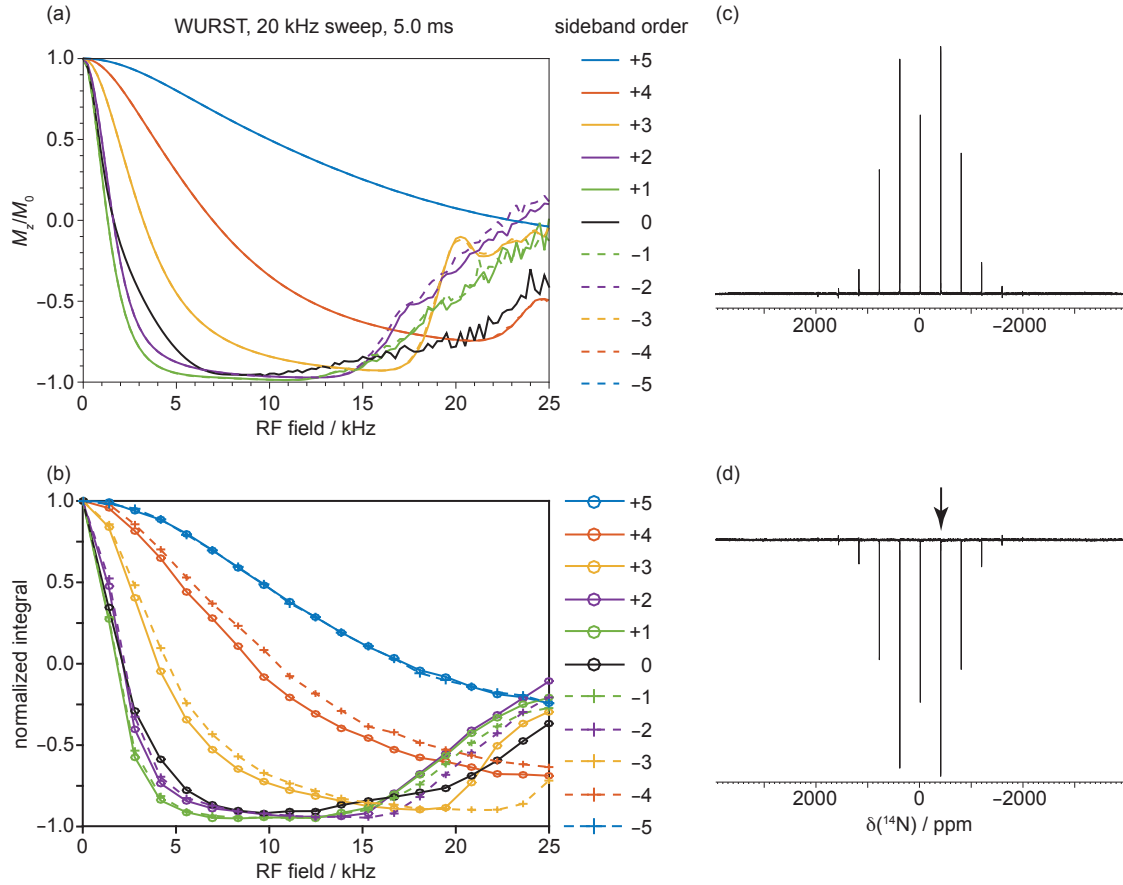 (a)
WURST, 20 kHz sweep, 5.0 ms
sideband order
1.0
0.5
0.0
−0.5
−1.0
M_z/M_0
0 5 10 15 20 25
RF field / kHz
+5
+4
+3
+2
+1
0
−1
−2
−3
−4
−5
(c)
2000 0 −2000
(b)
1.0
0.5
0.0
−0.5
−1.0
normalized integral
0 5 10 15 20 25
RF field / kHz
+5
+4
+3
+2
+1
0
−1
−2
−3
−4
−5
(d)
2000 0 −2000
δ(¹⁴N) / ppm